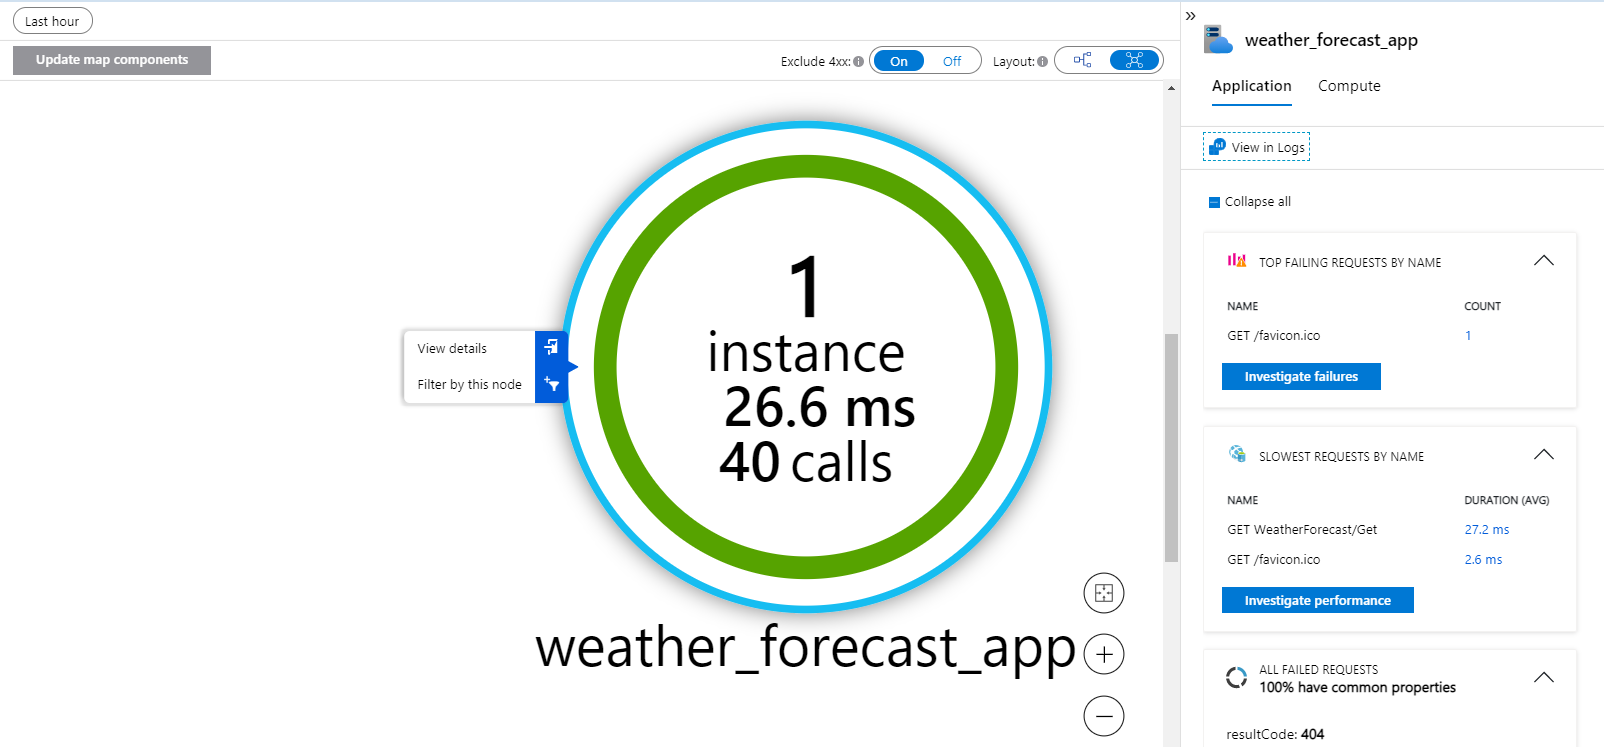 Last hour
Update map components
Exclude 4xx: On Off Layout:
View details
Filter by this node
1
instance
26.6 ms
40 calls
weather_forecast_app
weather_forecast_app
Application Compute
View in Logs
Collapse all
TOP FAILING REQUESTS BY NAME
NAME COUNT
GET /favicon.ico 1
Investigate failures
SLOWEST REQUESTS BY NAME
NAME DURATION (AVG)
GET WeatherForecast/Get 27.2 ms
GET /favicon.ico 2.6 ms
Investigate performance
ALL FAILED REQUESTS
100% have common properties
resultCode: 404